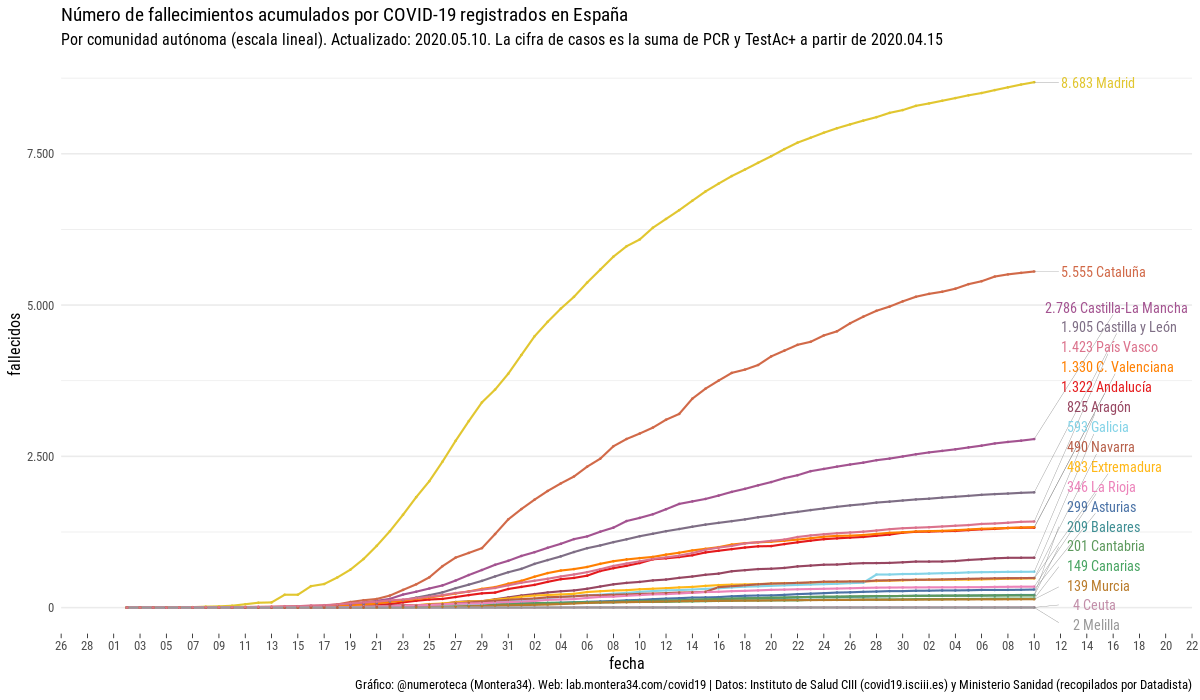 Número de fallecimientos acumulados por COVID-19 registrados en España
Por comunidad autónoma (escala lineal). Actualizado: 2020.05.10. La cifra de casos es la suma de PCR y TestAc+ a partir de 2020.04.15
fallecidos
7.500
5.000
2.500
0
8.683 Madrid
5.555 Cataluña
2.786 Castilla-La Mancha
1.905 Castilla y León
1.423 País Vasco
1.330 C. Valenciana
1.322 Andalucía
825 Aragón
593 Galicia
490 Navarra
483 Extremadura
346 La Rioja
299 Asturias
209 Baleares
201 Cantabria
149 Canarias
139 Murcia
4 Ceuta
2 Melilla
26 28 01 03 05 07 09 11 13 15 17 19 21 23 25 27 29 31 02 04 06 08 10 12 14 16 18 20 22 24 26 28 30 02 04 06 08 10 12 14 16 18 20 22
fecha
Gráfico: @numeroteca (Montera34). Web: lab.montera34.com/covid19 | Datos: Instituto de Salud CIII (covid19.isciii.es) y Ministerio Sanidad (recopilados por Datadista)